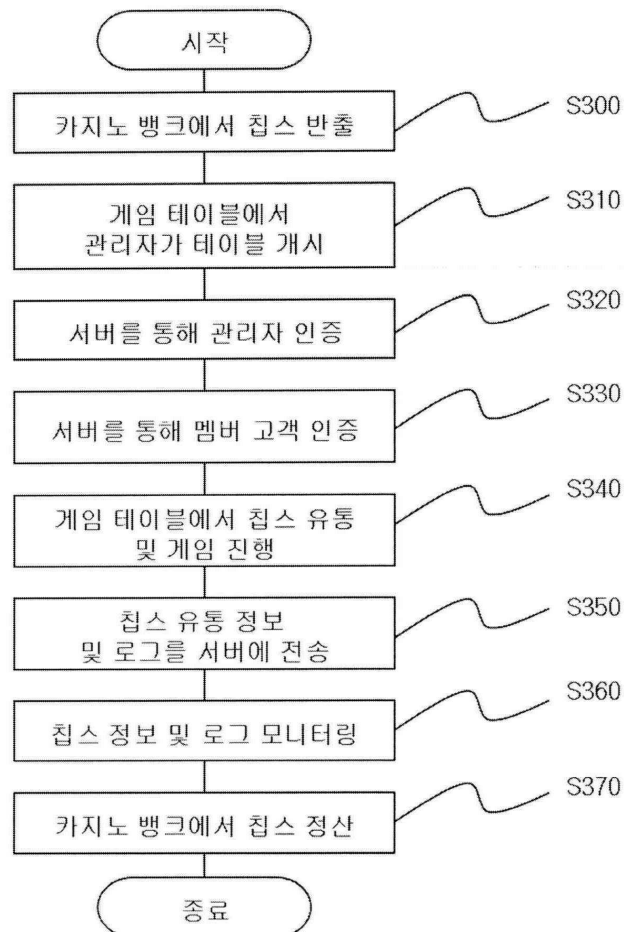 시작
카지노 뱅크에서 칩스 반출
S300
게임 테이블에서
관리자가 테이블 개시
S310
서버를 통해 관리자 인증
S320
서버를 통해 멤버 고객 인증
S330
게임 테이블에서 칩스 유통
및 게임 진행
S340
칩스 유통 정보
및 로그를 서버에 전송
S350
칩스 정보 및 로그 모니터링
S360
카지노 뱅크에서 칩스 정산
S370
종료